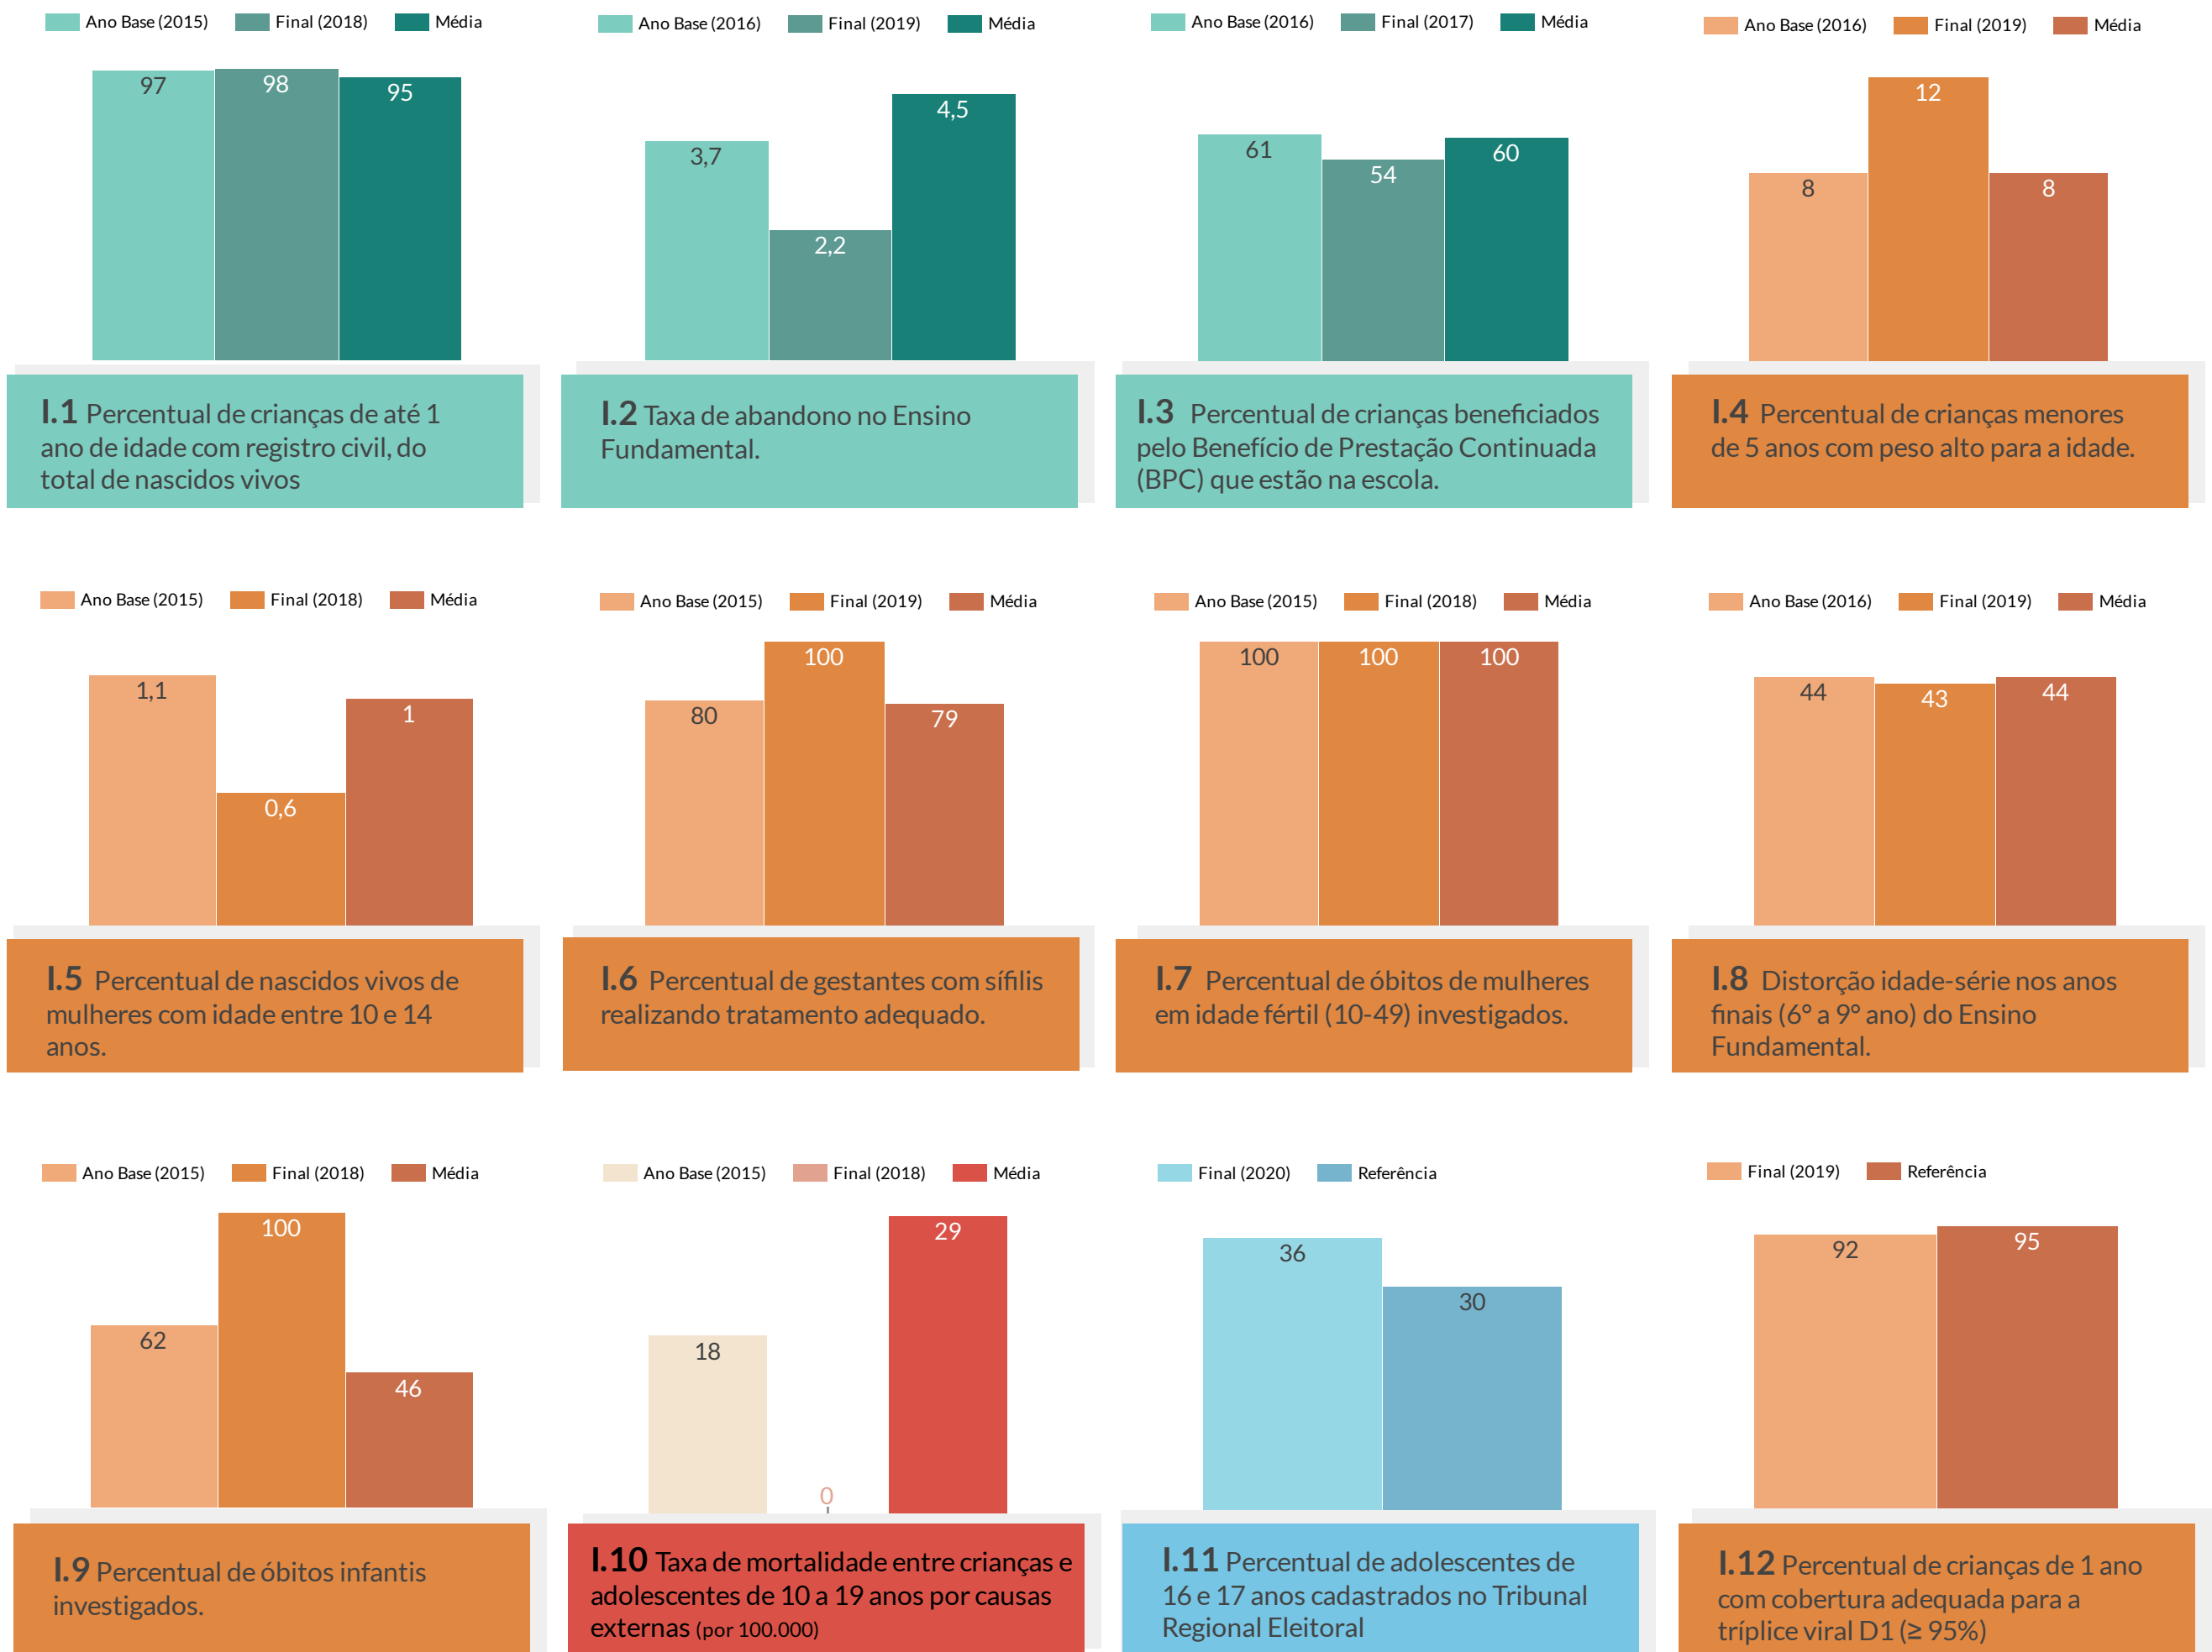 Ano Base (2015) Final (2018) Média
97 98 95
I.1 Percentual de crianças de até 1
ano de idade com registro civil, do
total de nascidos vivos
Ano Base (2016) Final (2019) Média
3,7 2,2 4,5
I.2 Taxa de abandono no Ensino
Fundamental.
Ano Base (2016) Final (2017) Média
61 54 60
I.3 Percentual de crianças beneficiados
pelo Benefício de Prestação Continuada
(BPC) que estão na escola.
Ano Base (2016) Final (2019) Média
8 12 8
I.4 Percentual de crianças menores
de 5 anos com peso alto para a idade.
Ano Base (2015) Final (2018) Média
1,1 0,6 1
I.5 Percentual de nascidos vivos de
mulheres com idade entre 10 e 14
anos.
Ano Base (2015) Final (2019) Média
80 100 79
I.6 Percentual de gestantes com sífilis
realizando tratamento adequado.
Ano Base (2015) Final (2018) Média
100 100 100
I.7 Percentual de óbitos de mulheres
em idade fértil (10-49) investigados.
Ano Base (2016) Final (2019) Média
44 43 44
I.8 Distorção idade-série nos anos
finais (6º a 9º ano) do Ensino
Fundamental.
Ano Base (2015) Final (2018) Média
62 100 46
I.9 Percentual de óbitos infantis
investigados.
Ano Base (2015) Final (2018) Média
18 0 29
I.10 Taxa de mortalidade entre crianças e
adolescentes de 10 a 19 anos por causas
externas (por 100.000)
Final (2020) Referência
36 30
I.11 Percentual de adolescentes de
16 e 17 anos cadastrados no Tribunal
Regional Eleitoral
Final (2019) Referência
92 95
I.12 Percentual de crianças de 1 ano
com cobertura adequada para a
tríplice viral D1 (≥ 95%)